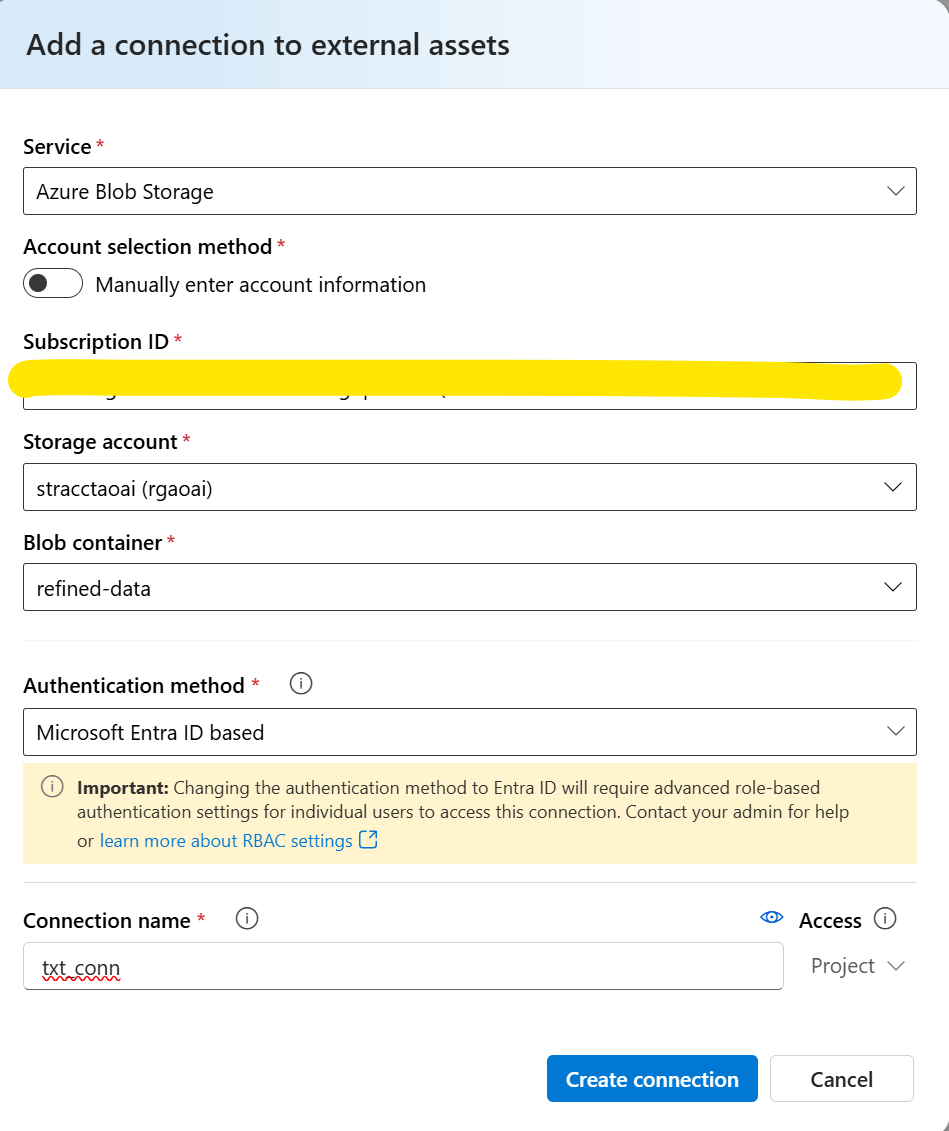 Add a connection to external assets
Service *
Azure Blob Storage
Account selection method *
Manually enter account information
Subscription ID *
Storage account *
stracctaoai (rgaoai)
Blob container *
refined-data
Authentication method *
Microsoft Entra ID based
Important: Changing the authentication method to Entra ID will require advanced role-based
authentication settings for individual users to access this connection. Contact your admin for help
or learn more about RBAC settings
Connection name *
Access
txt_conn
Project
Create connection
Cancel